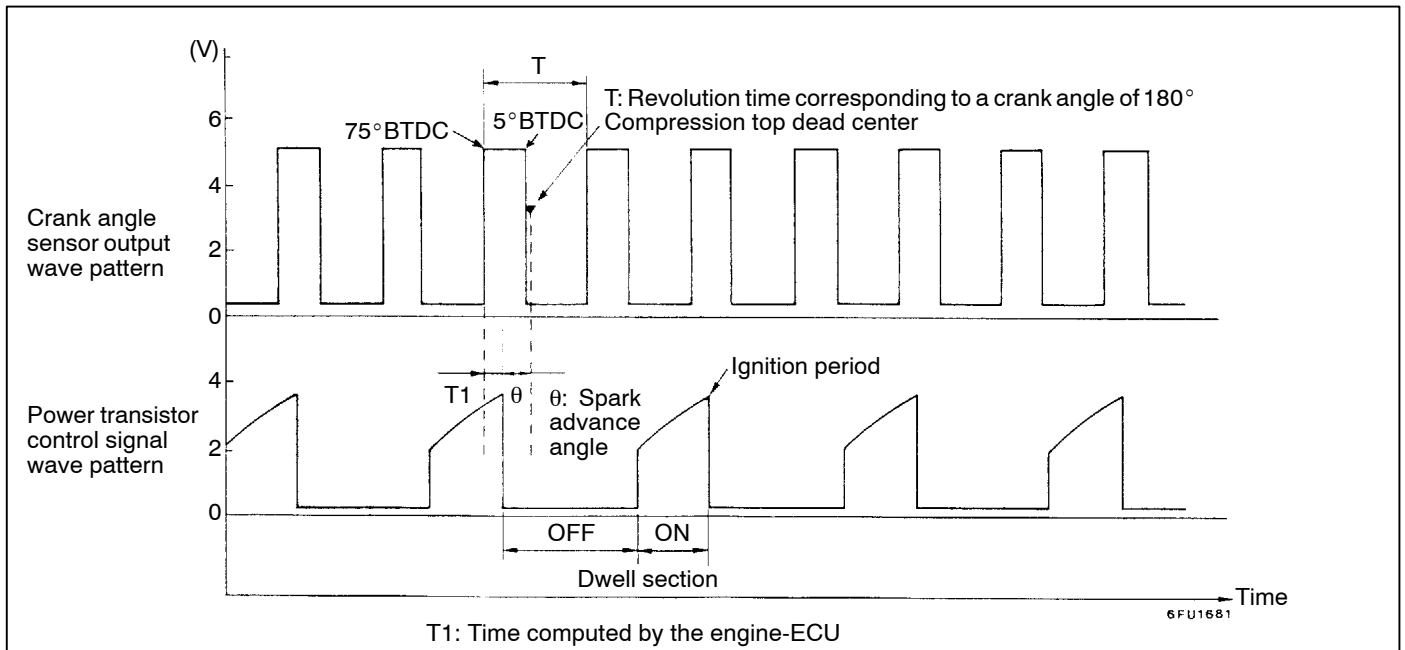 (V)
T
T: Revolution time corresponding to a crank angle of 180°
Compression top dead center
75°BTDC
5°BTDC
6
4
2
0
Crank angle
sensor output
wave pattern
Ignition period
4
2
0
T1
θ
θ: Spark
advance
angle
Power transistor
control signal
wave pattern
OFF
ON
Dwell section
Time
6FU1681
T1: Time computed by the engine-ECU